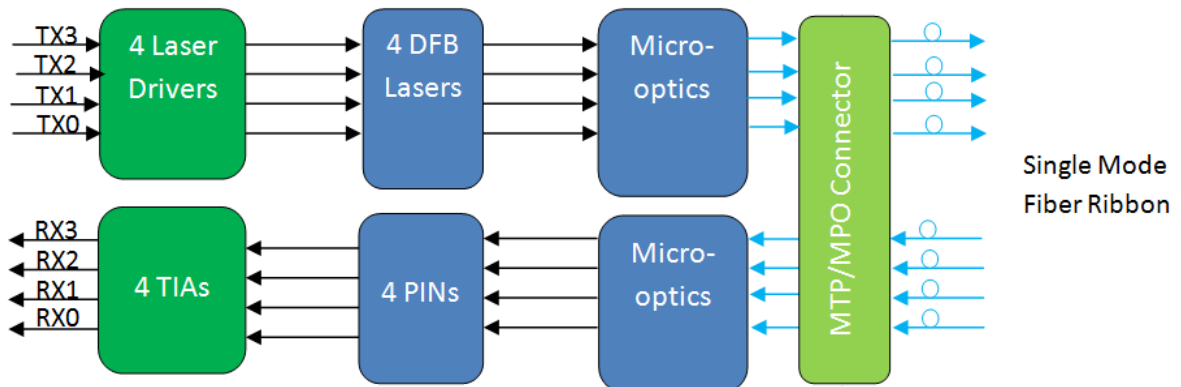 TX3
TX2
TX1
TX0
4 Laser
Drivers
4 DFB
Lasers
Micro-
optics
MTP/MPO Connector
Single Mode
Fiber Ribbon
RX3
RX2
RX1
RX0
4 TIAs
4 PINs
Micro-
optics